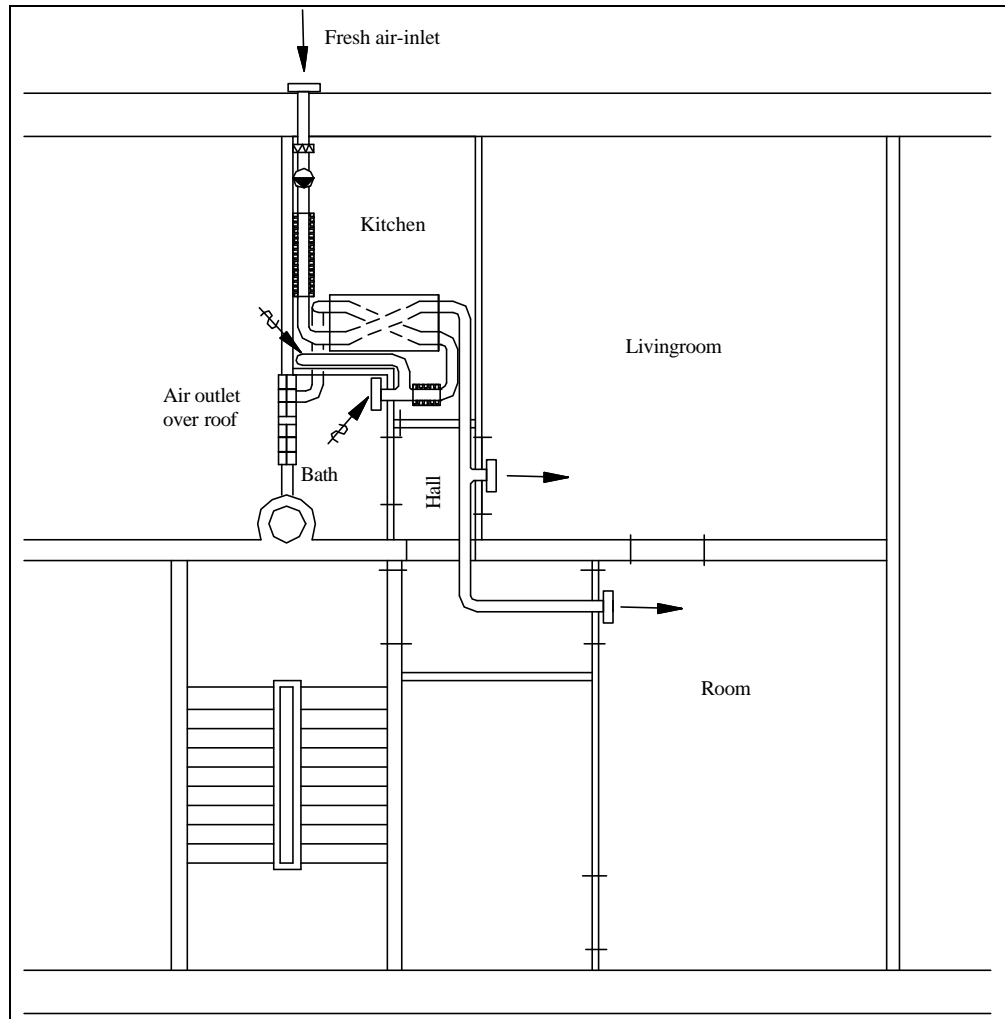 Fresh air-inlet
Kitchen
Livingroom
Air outlet
over roof
Bath
Hall
Room